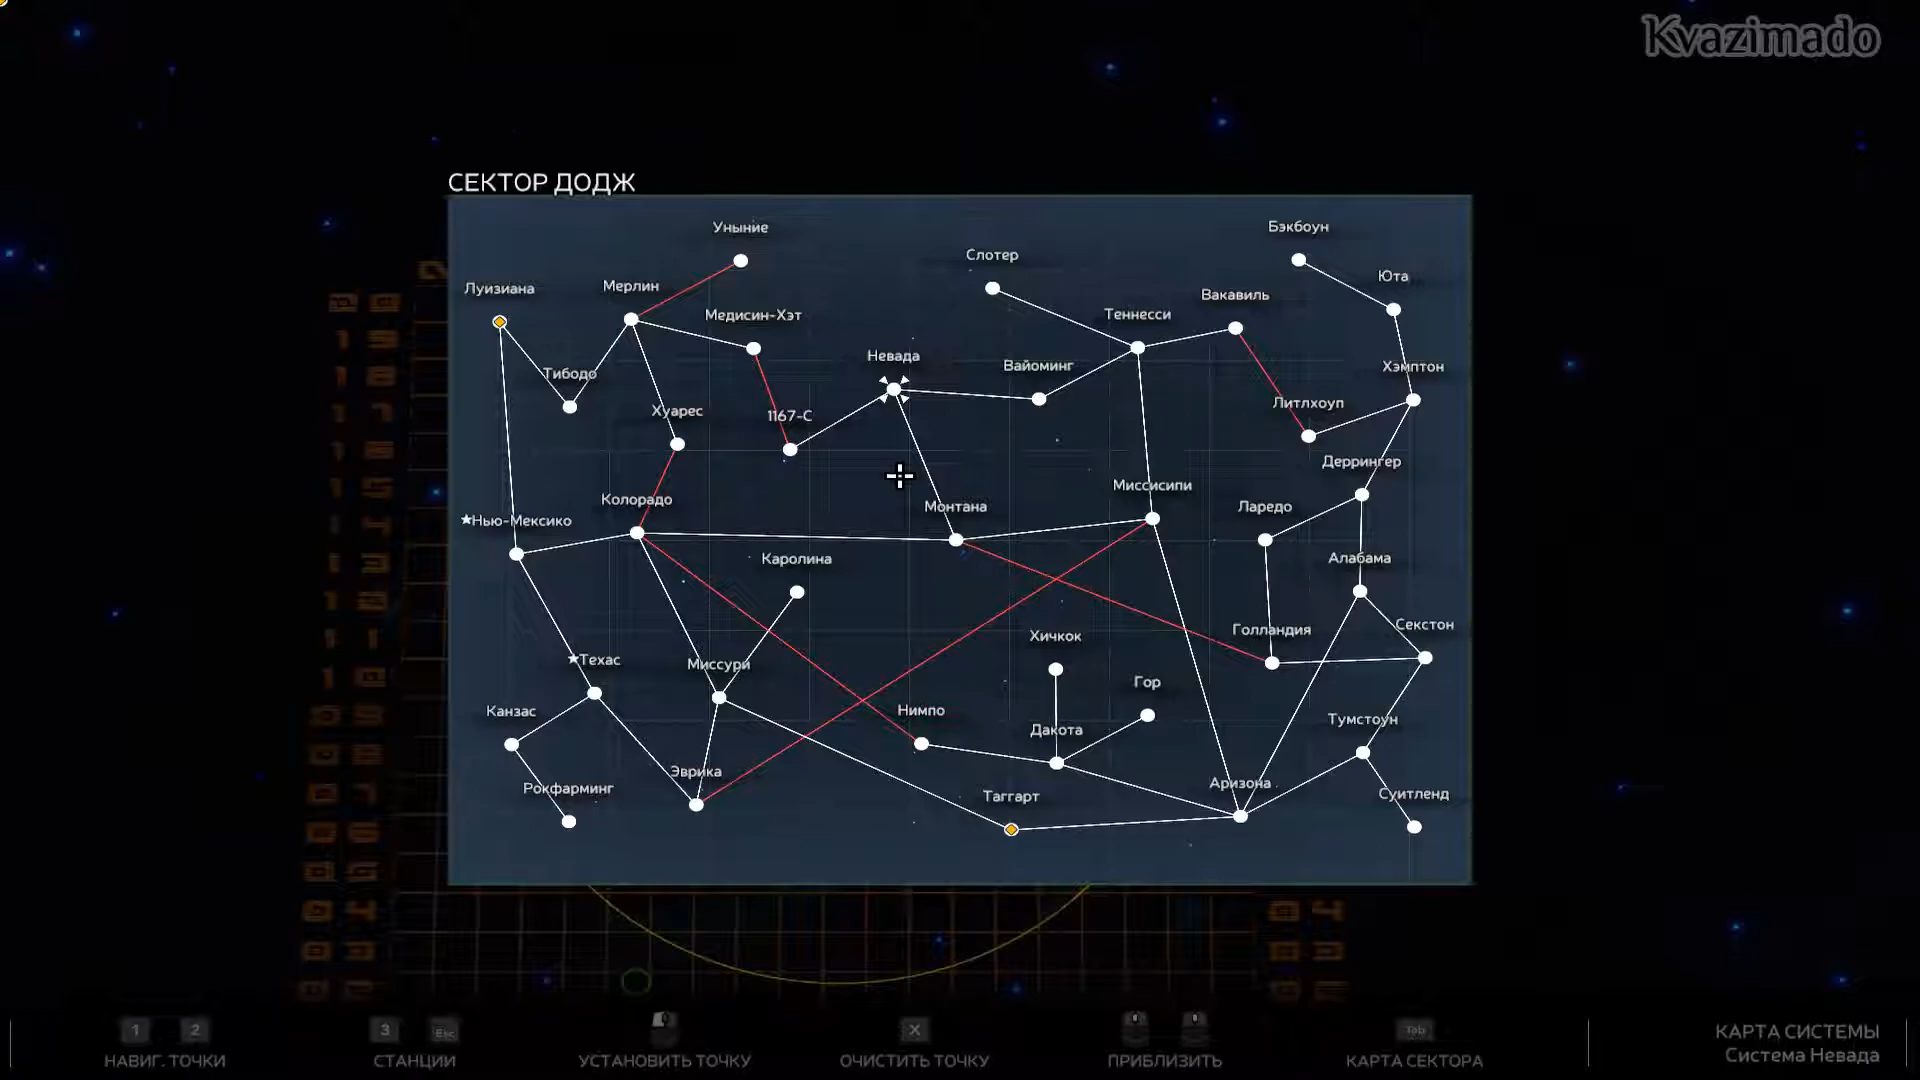 Kvazimado
СЕКТОР ДОДЖ
Уныние
Бэкбоун
Слотер
Юта
Луизиана
Мерлин
Вакавиль
Медисин-Хэт
Теннесси
Невада
Вайоминг
Хэмптон
Тибодо
Хуарес
1167-С
Литлхоуп
Деррингер
Колорадо
Миссисипи
Монтана
Ларедо
Нью-Мексико
Каролина
Алабама
Секстон
Голландия
Хичкок
Техас
Миссури
Гор
Канзас
Нимпо
Тумстоун
Дакота
Эврика
Аризона
Рокфарминг
Таггарт
Суитленд
1 2
3 Esc
X
Tab
НАВИГ. ТОЧКИ
СТАНЦИИ
УСТАНОВИТЬ ТОЧКУ
ОЧИСТИТЬ ТОЧКУ
ПРИБЛИЗИТЬ
КАРТА СЕКТОРА
КАРТА СИСТЕМЫ
Система Невада